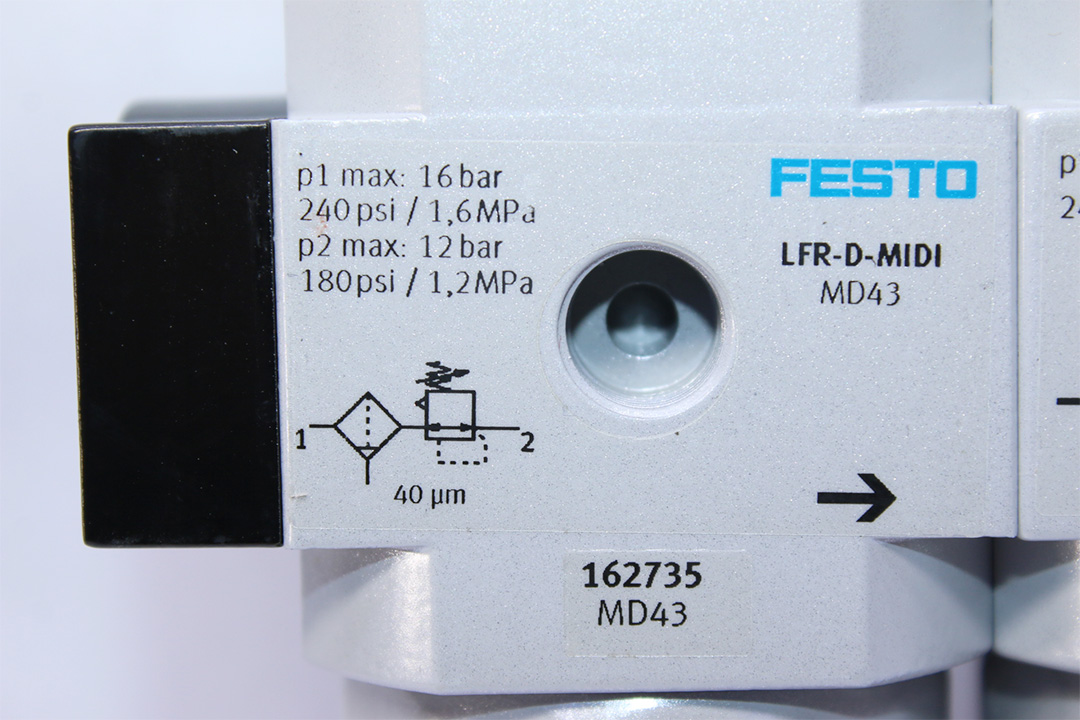 p1 max: 16 bar
240 psi / 1,6 MPa
p2 max: 12 bar
180 psi / 1,2 MPa
FESTO
LFR-D-MIDI
MD43
1
2
40 µm
162735
MD43